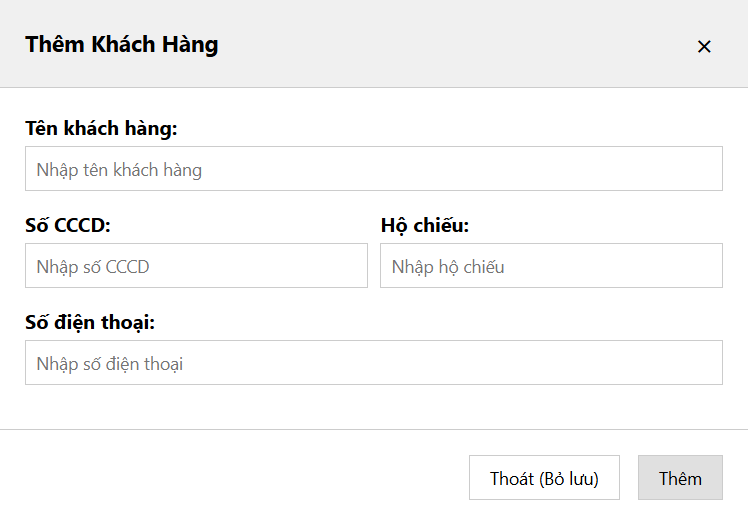 Thêm Khách Hàng ×
Tên khách hàng:
Nhập tên khách hàng
Số CCCD: Hộ chiếu:
Nhập số CCCD Nhập hộ chiếu
Số điện thoại:
Nhập số điện thoại
Thoát (Bỏ lưu) Thêm